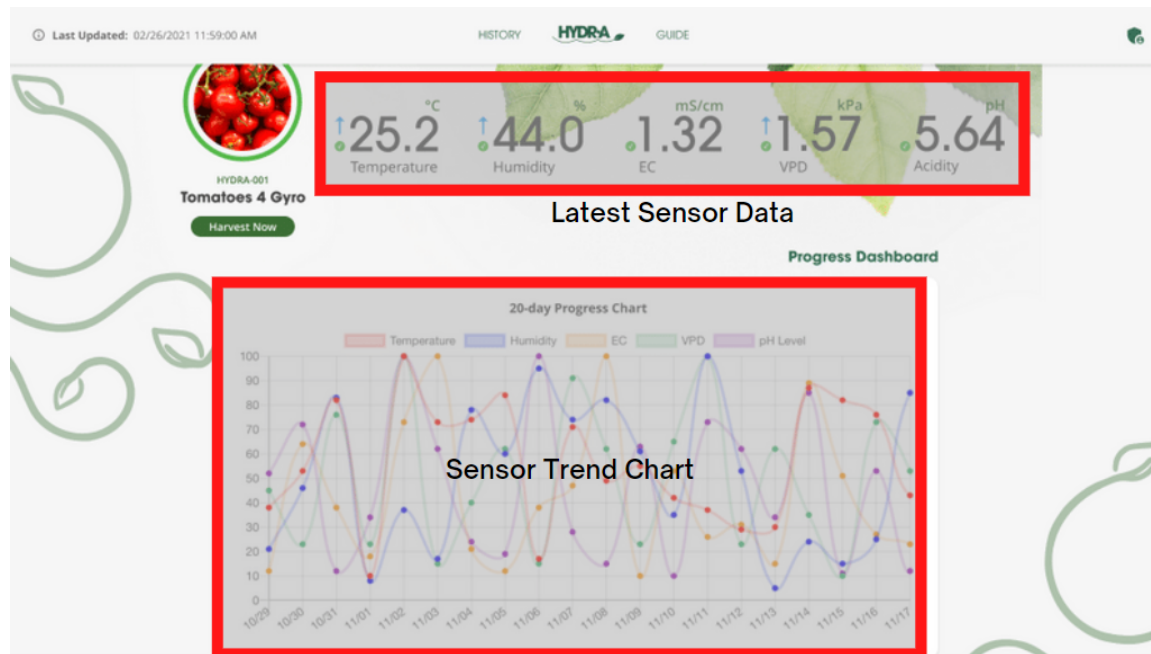 Last Updated: 02/26/2021 11:59:00 AM
HISTORY
HYDR-A
GUIDE
°C
%
mS/cm
kPa
pH
25.2
44.0
1.32
1.57
5.64
Temperature
Humidity
EC
VPD
Acidity
HYDRA-001
Tomatoes 4 Gyro
Harvest Now
Latest Sensor Data
Progress Dashboard
20-day Progress Chart
Temperature
Humidity
EC
VPD
pH Level
100
90
80
70
60
50
40
30
20
10
0
Sensor Trend Chart
10/29
10/30
10/31
11/01
11/02
11/03
11/04
11/05
11/06
11/07
11/08
11/09
11/10
11/11
11/12
11/13
11/14
11/15
11/16
11/17